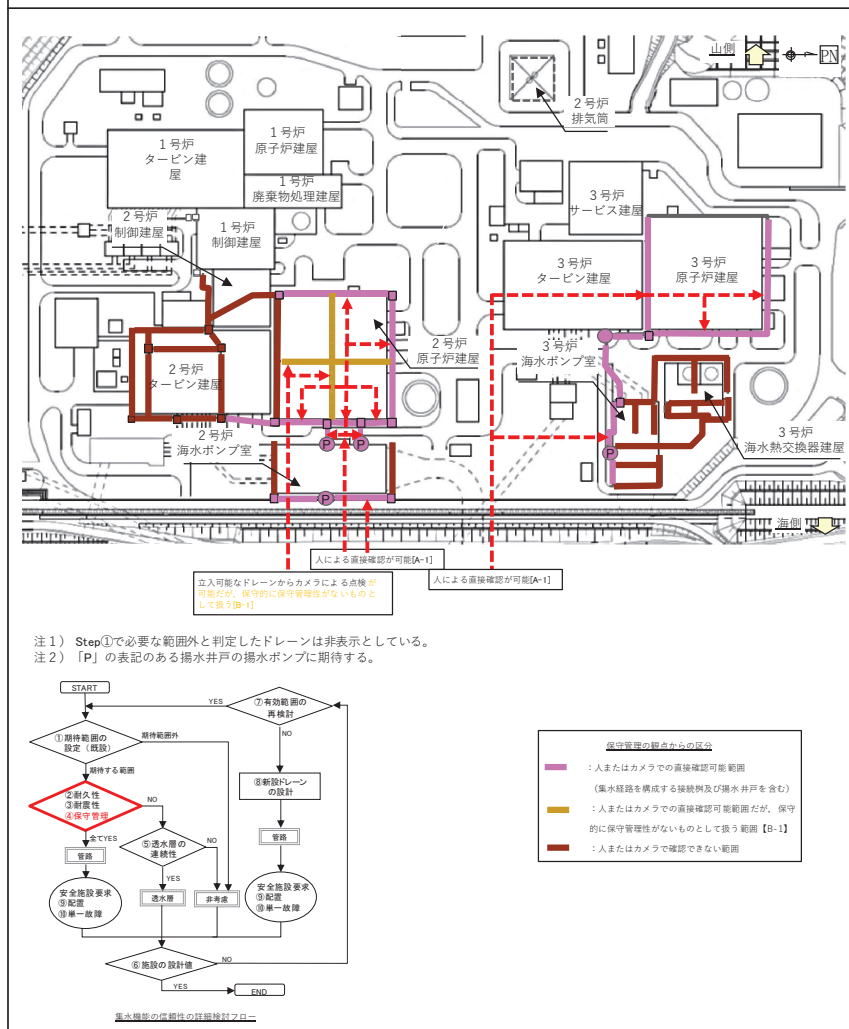 山側
PN
2号炉
排気筒
1号炉
タービン建
屋
1号炉
原子炉建屋
1号炉
廃棄物処理建屋
2号炉
制御建屋
1号炉
制御建屋
3号炉
サービス建屋
3号炉
タービン建屋
3号炉
原子炉建屋
2号炉
原子炉建屋
3号炉
海水ポンプ室
2号炉
タービン建屋
2号炉
海水ポンプ室
P
P
P
P
3号炉
海水熱交換器建屋
海側
人による直接確認が可能[A-1]
人による直接確認が可能[A-1]
立入可能なドレーンからカメラによる点検が
可能だが、保守的に保守管理性がないものと
して扱う[B-1]
注1) Step①で必要な範囲外と判定したドレーンは非表示としている。
注2) 「P」の表記のある揚水井戸の揚水ポンプに期待する。
START
YES
⑦有効範囲の
再検討
①期待範囲の
設定(既設)
期待範囲外
NO
期待する範囲
⑧新設ドレーン
の設計
②耐久性
③耐震性
④保守管理
NO
全てYES
⑤透水層の
連続性
NO
管路
管路
YES
安全施設要求
⑨配置
⑩単一故障
透水層
非考慮
安全施設要求
⑨配置
⑩単一故障
⑥施設の設計値
NO
YES
END
集水機能の信頼性の詳細検討フロー
保守管理の観点からの区分
:人またはカメラでの直接確認可能範囲
(集水経路を構成する接続桝及び揚水井戸を含む)
:人またはカメラでの直接確認可能範囲だが、保守
的に保守管理性がないものとして扱う範囲【B-1】
:人またはカメラで確認できない範囲